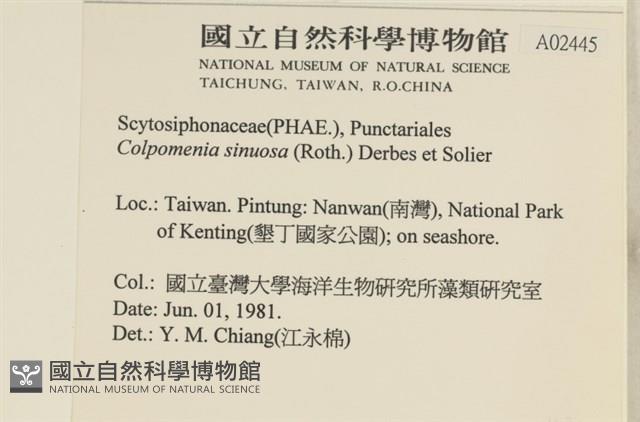 國立自然科學博物館
A02445
NATIONAL MUSEUM OF NATURAL SCIENCE
TAICHUNG, TAIWAN, R.O.CHINA
Scytosiphonaceae(PHAE.), Punctariales
Colpomenia sinuosa (Roth.) Derbes et Solier
Loc.: Taiwan. Pintung: Nanwan(南灣), National Park
of Kenting(墾丁國家公園); on seashore.
Col.: 國立臺灣大學海洋生物研究所藻類研究室
Date: Jun. 01, 1981.
Det.: Y. M. Chiang(江永棉)
國立自然科學博物館
NATIONAL MUSEUM OF NATURAL SCIENCE